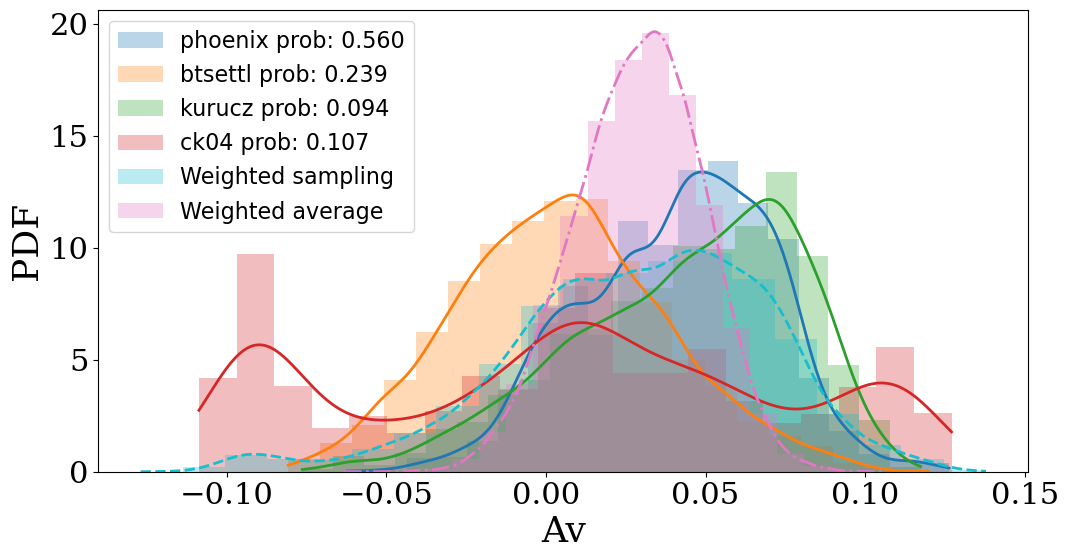 phoenix prob: 0.560
btsettl prob: 0.239
kurucz prob: 0.094
ck04 prob: 0.107
Weighted sampling
Weighted average
PDF
20
15
10
5
0
−0.10
−0.05
0.00
0.05
0.10
0.15
Av